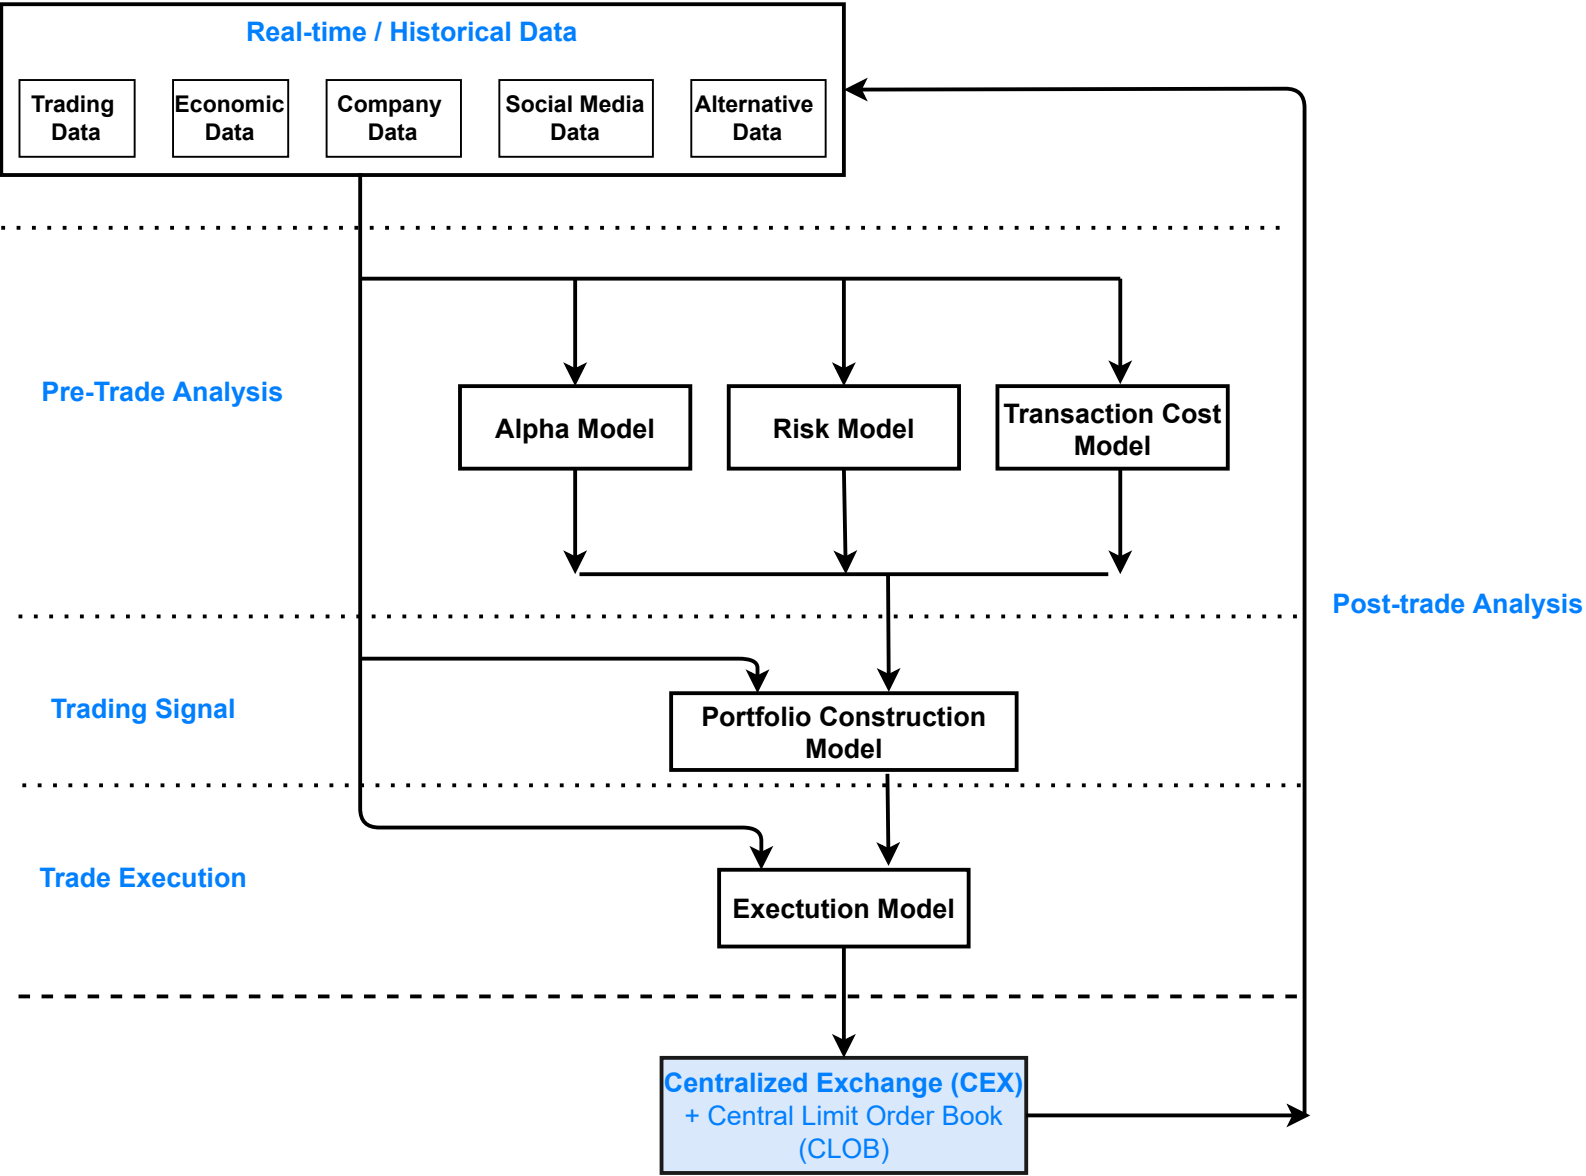 Real-time / Historical Data
Trading
Data
Economic
Data
Company
Data
Social Media
Data
Alternative
Data
Pre-Trade Analysis
Alpha Model
Risk Model
Transaction Cost
Model
Post-trade Analysis
Trading Signal
Portfolio Construction
Model
Trade Execution
Exectution Model
Centralized Exchange (CEX)
+ Central Limit Order Book
(CLOB)